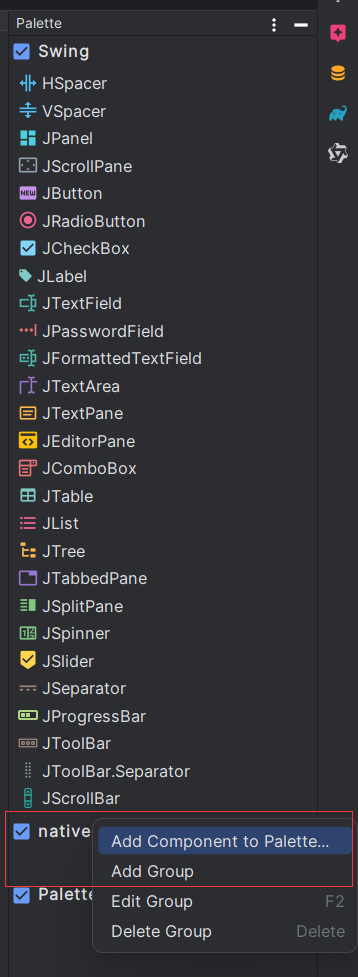 Palette
Swing
HSpacer
VSpacer
JPanel
JScrollPane
NEW JButton
JRadioButton
JCheckBox
JLabel
JTextField
JPasswordField
JFormattedTextField
JTextArea
JTextPane
JEditorPane
JComboBox
JTable
JList
JTree
JTabbedPane
JSplitPane
JSpinner
JSlider
JSeparator
JProgressBar
JToolBar
JToolBar.Separator
JScrollBar
native
Add Component to Palette...
Add Group
Palette
Edit Group F2
Delete Group Delete